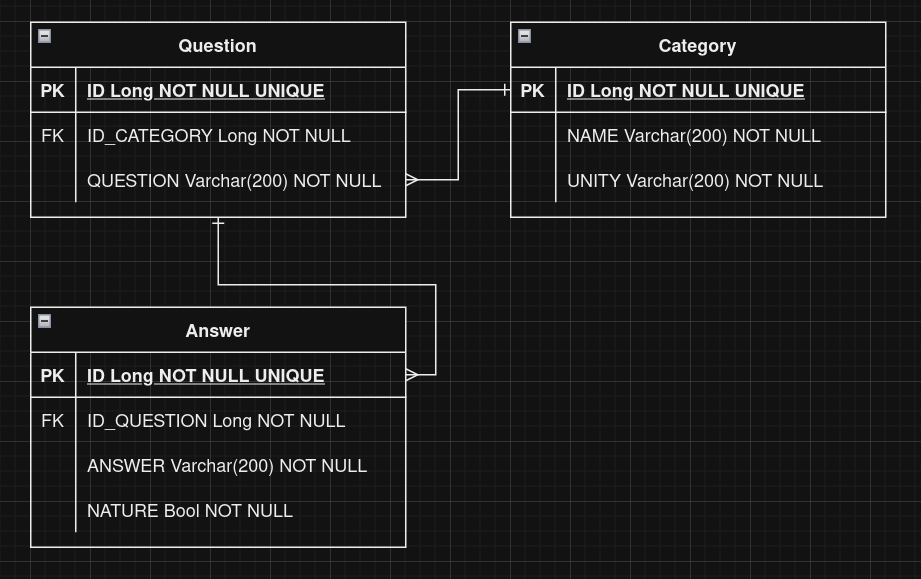 Question
PK ID Long NOT NULL UNIQUE
FK ID_CATEGORY Long NOT NULL
QUESTION Varchar(200) NOT NULL
Category
PK ID Long NOT NULL UNIQUE
NAME Varchar(200) NOT NULL
UNITY Varchar(200) NOT NULL
Answer
PK ID Long NOT NULL UNIQUE
FK ID_QUESTION Long NOT NULL
ANSWER Varchar(200) NOT NULL
NATURE Bool NOT NULL